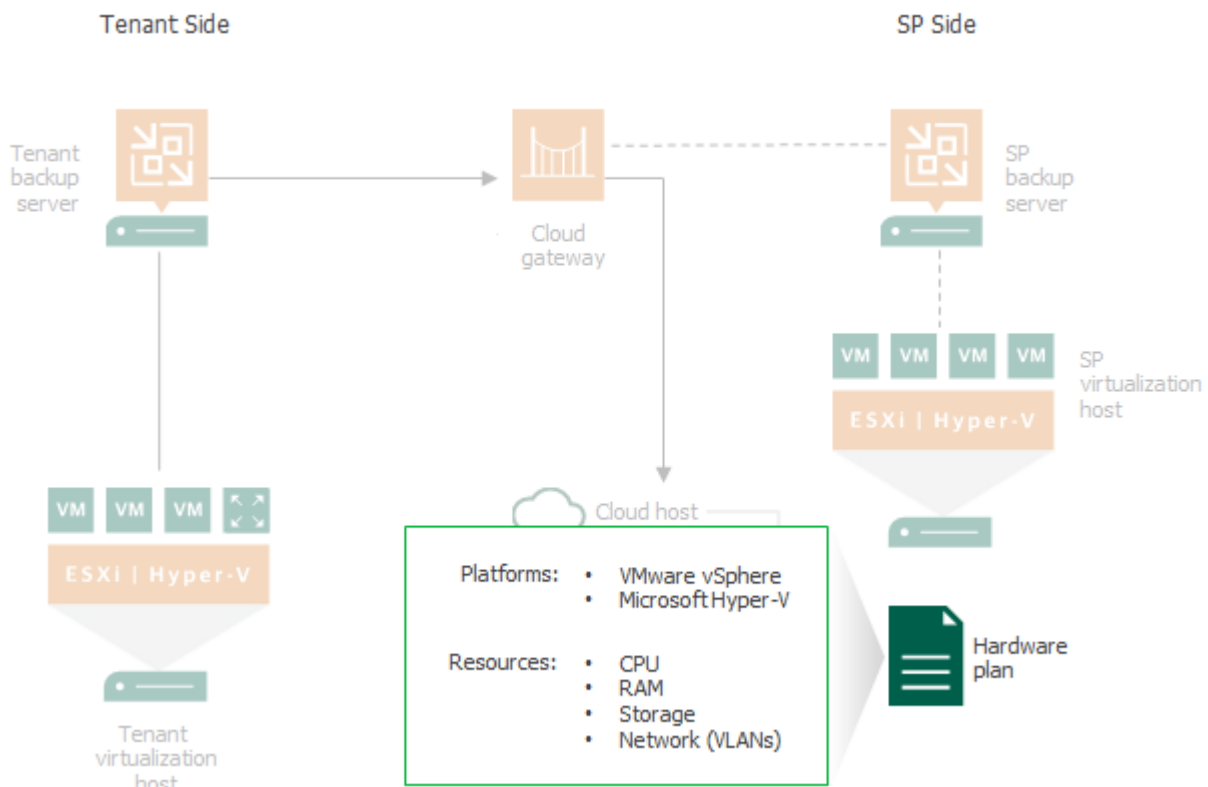 Tenant Side
SP Side
Tenant
backup
server
Cloud
gateway
SP
backup
server
VM VM VM VM
SP
virtualization
host
ESXi | Hyper-V
Cloud host
VM VM VM
ESXi | Hyper-V
Platforms: • VMware vSphere
• Microsoft Hyper-V
Hardware
plan
Resources: • CPU
• RAM
• Storage
• Network (VLANs)
Tenant
virtualization
host